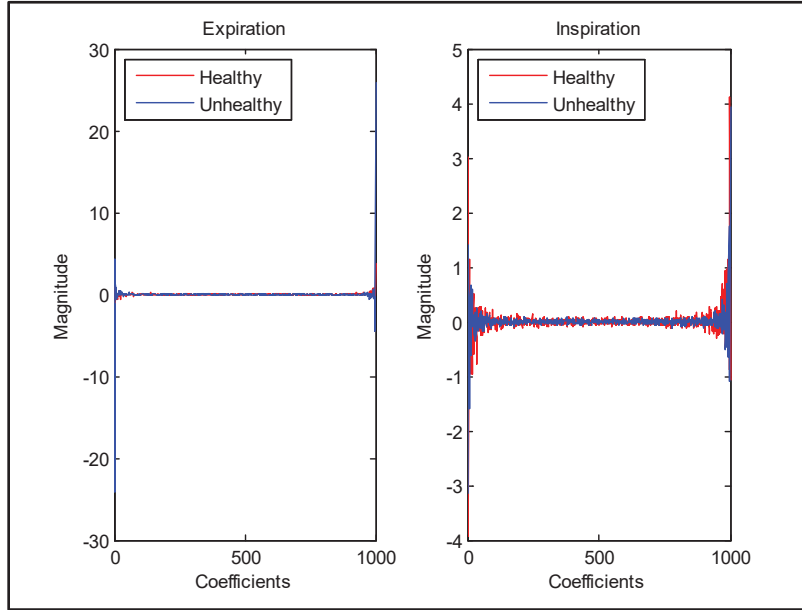 Expiration
Healthy
Unhealthy
30
20
10
0
-10
-20
-30
Magnitude
0
500
1000
Coefficients
Inspiration
Healthy
Unhealthy
5
4
3
2
1
0
-1
-2
-3
-4
Magnitude
0
500
1000
Coefficients